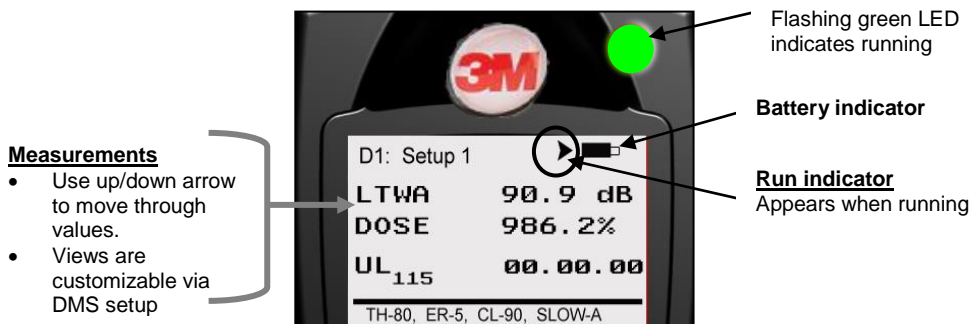 Flashing green LED
indicates running
3M
Battery indicator
Measurements
• Use up/down arrow
to move through
values.
• Views are
customizable via
DMS setup
D1: Setup 1
LTWA 90.9 dB
DOSE 986.2%
UL115 00.00.00
TH-80, ER-5, CL-90, SLOW-A
Run indicator
Appears when running